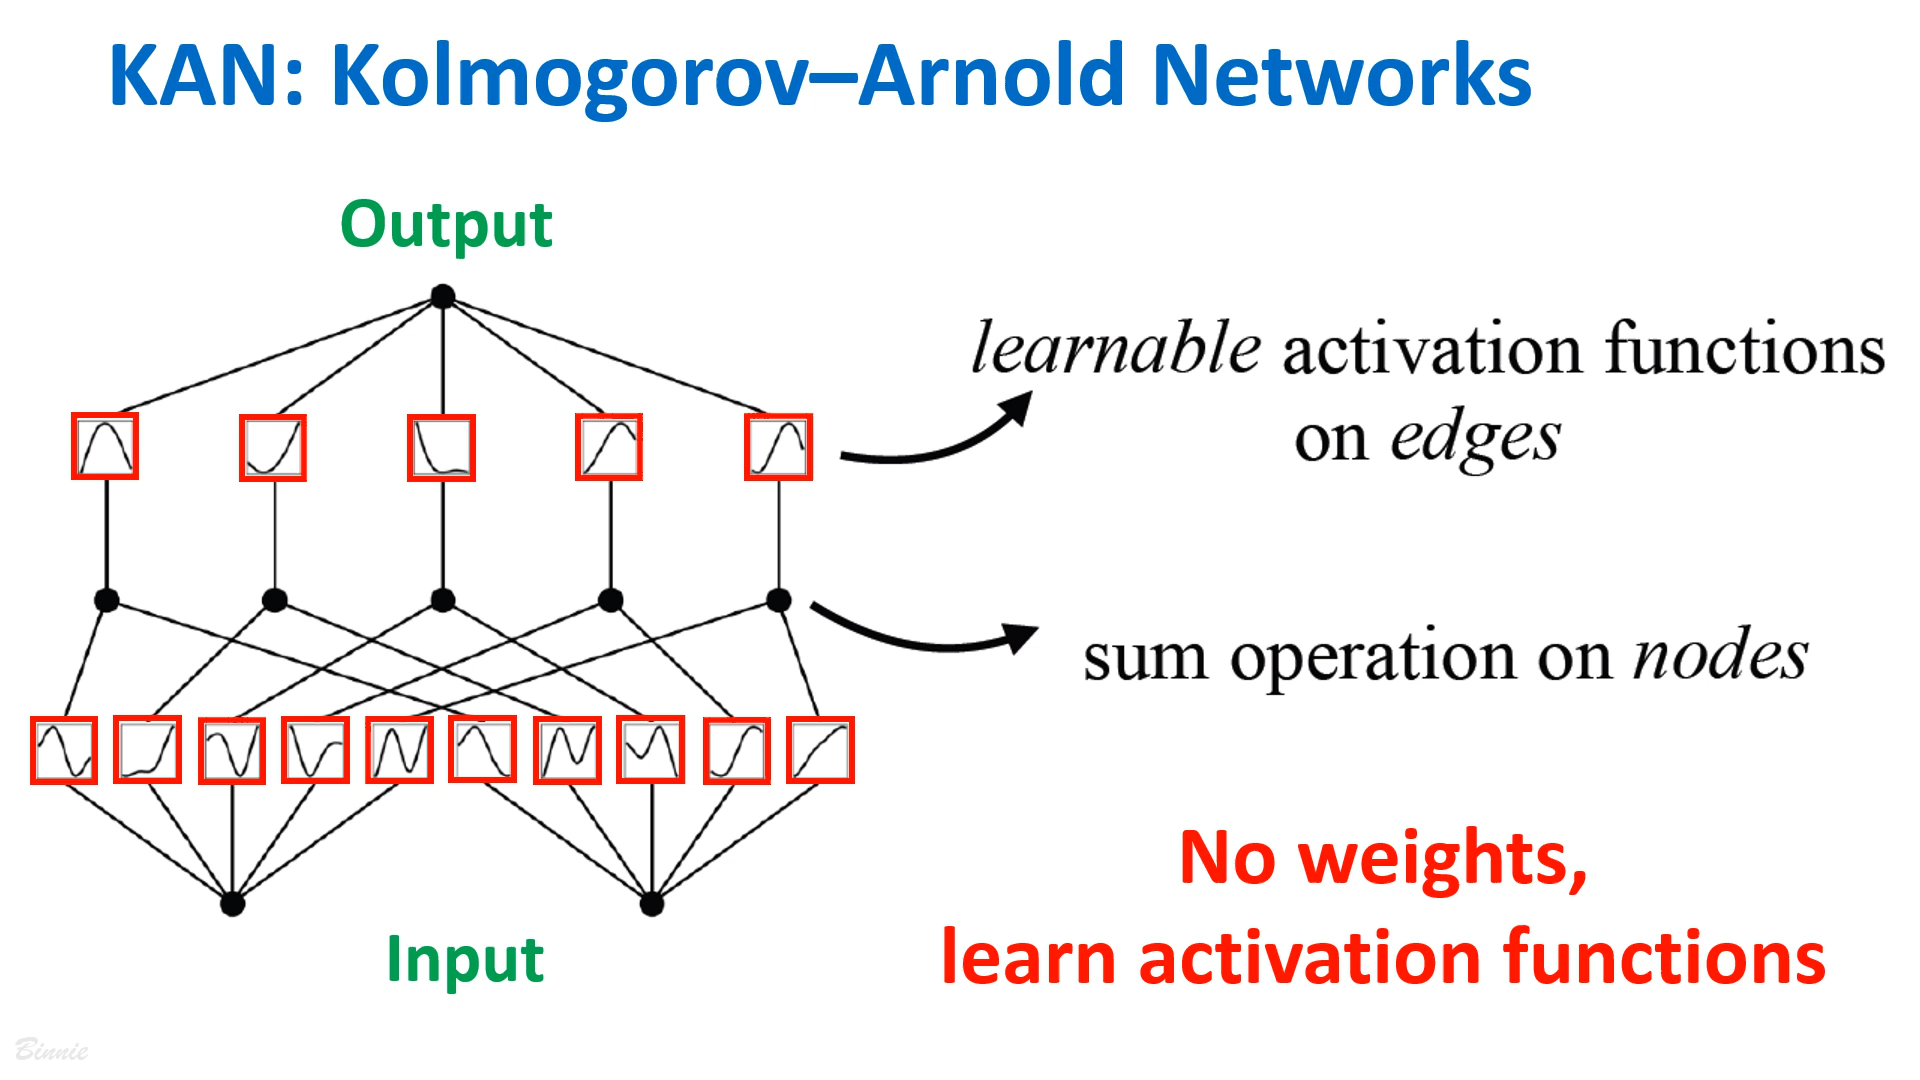 KAN: Kolmogorov–Arnold Networks
Output
learnable activation functions
on edges
sum operation on nodes
No weights,
learn activation functions
Input
Binnie